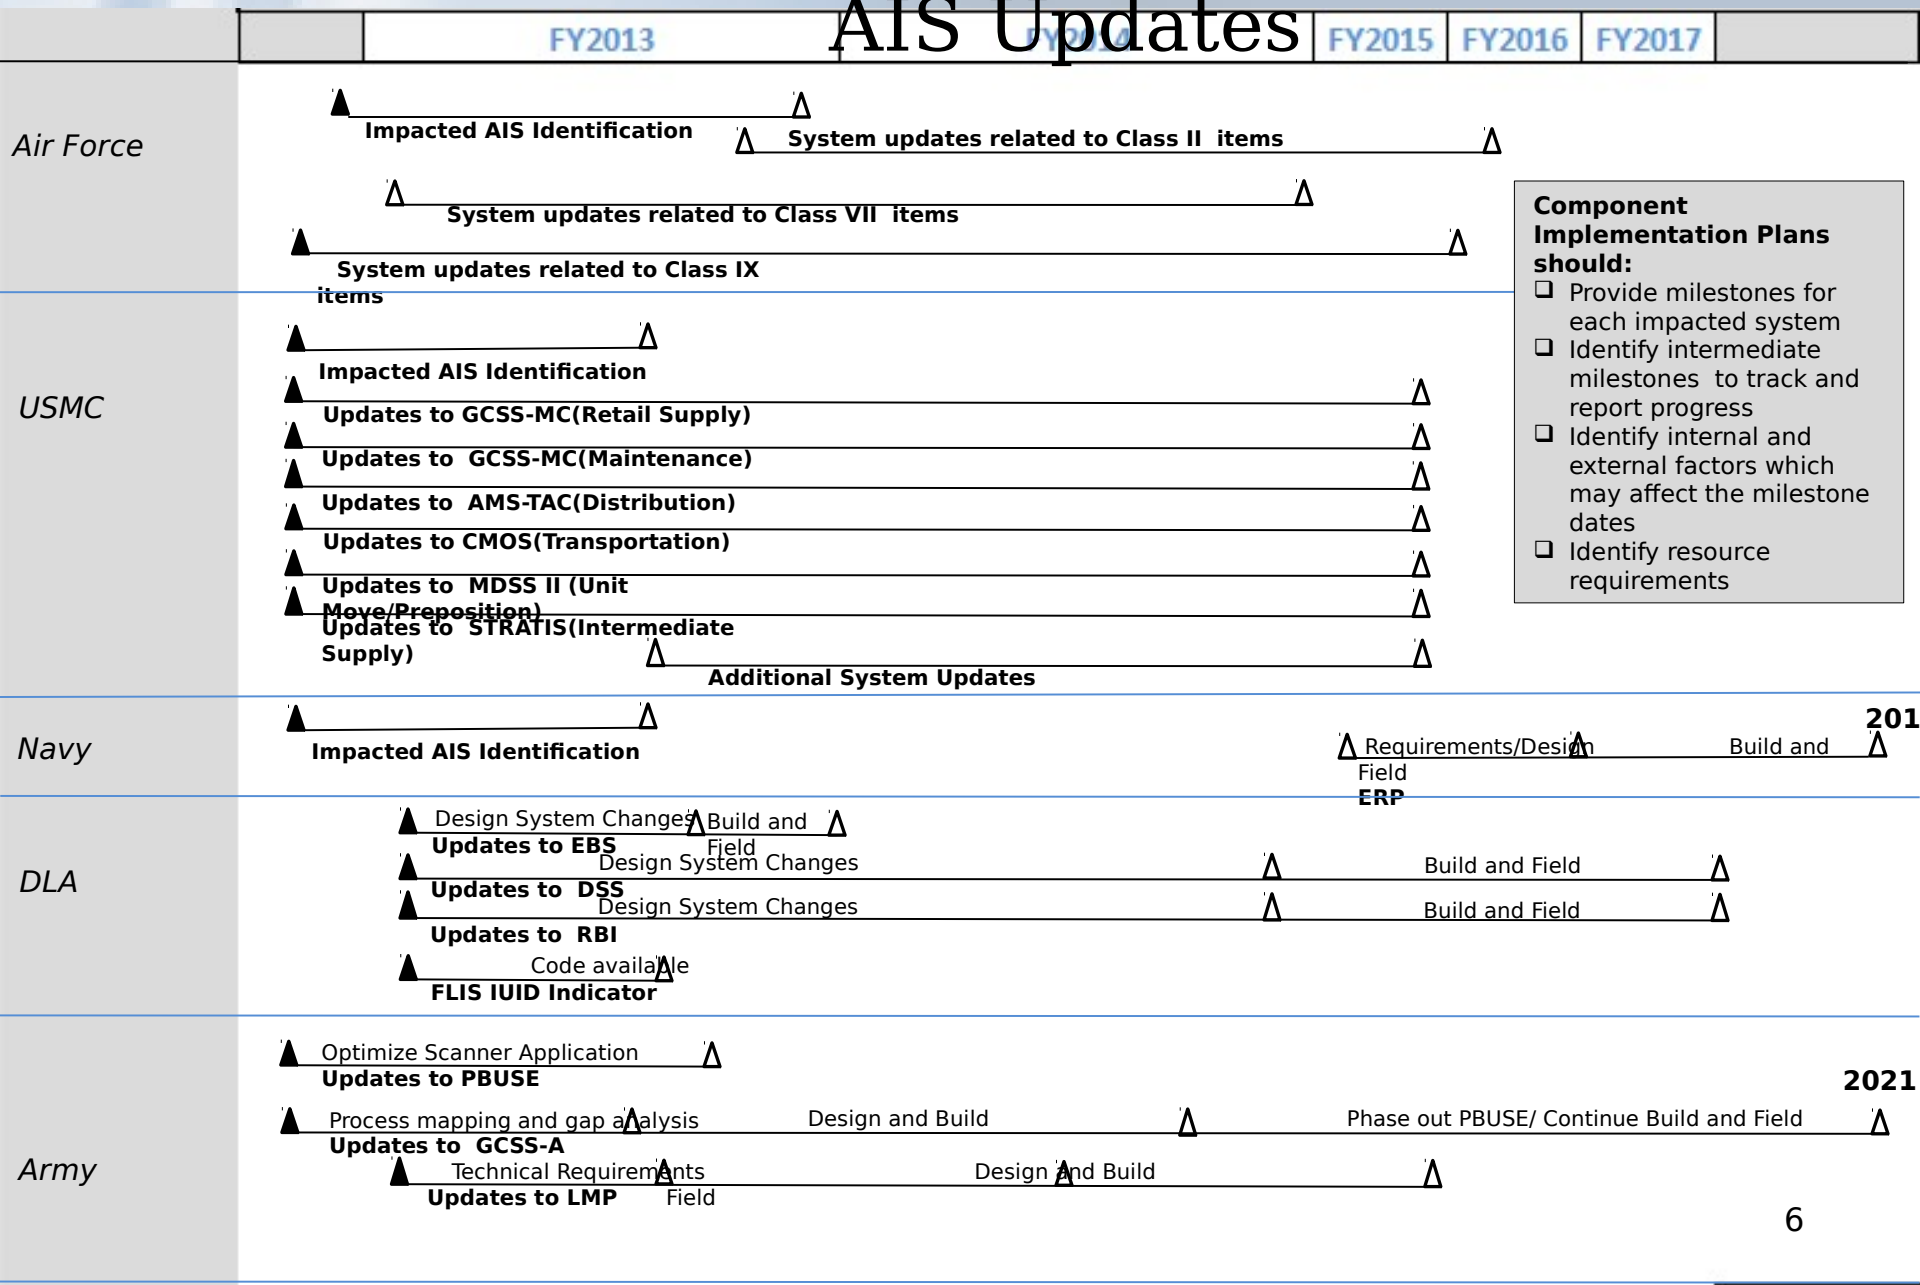 AIS Updates
FY2013
FY2014
FY2015
FY2016
FY2017
Air Force
Impacted AIS Identification
System updates related to Class II  items
System updates related to Class VII  items
System updates related to Class IX
items
Component
Implementation Plans
should:
❑ Provide milestones for
each impacted system
❑ Identify intermediate
milestones  to track and
report progress
❑ Identify internal and
external factors which
may affect the milestone
dates
❑ Identify resource
requirements
USMC
Impacted AIS Identification
Updates to GCSS-MC(Retail Supply)
Updates to  GCSS-MC(Maintenance)
Updates to  AMS-TAC(Distribution)
Updates to CMOS(Transportation)
Updates to  MDSS II (Unit
Move/Preposition)
Updates to  STRATIS(Intermediate
Supply)
Additional System Updates
Navy
Impacted AIS Identification
201
Requirements/Design
Build and
Field
ERP
DLA
Design System Changes
Build and
Field
Updates to EBS
Design System Changes
Build and Field
Updates to  DSS
Design System Changes
Build and Field
Updates to  RBI
Code available
FLIS IUID Indicator
Army
Optimize Scanner Application
Updates to PBUSE
2021
Process mapping and gap analysis
Design and Build
Phase out PBUSE/ Continue Build and Field
Updates to  GCSS-A
Technical Requirements
Design and Build
Updates to LMP
Field
6